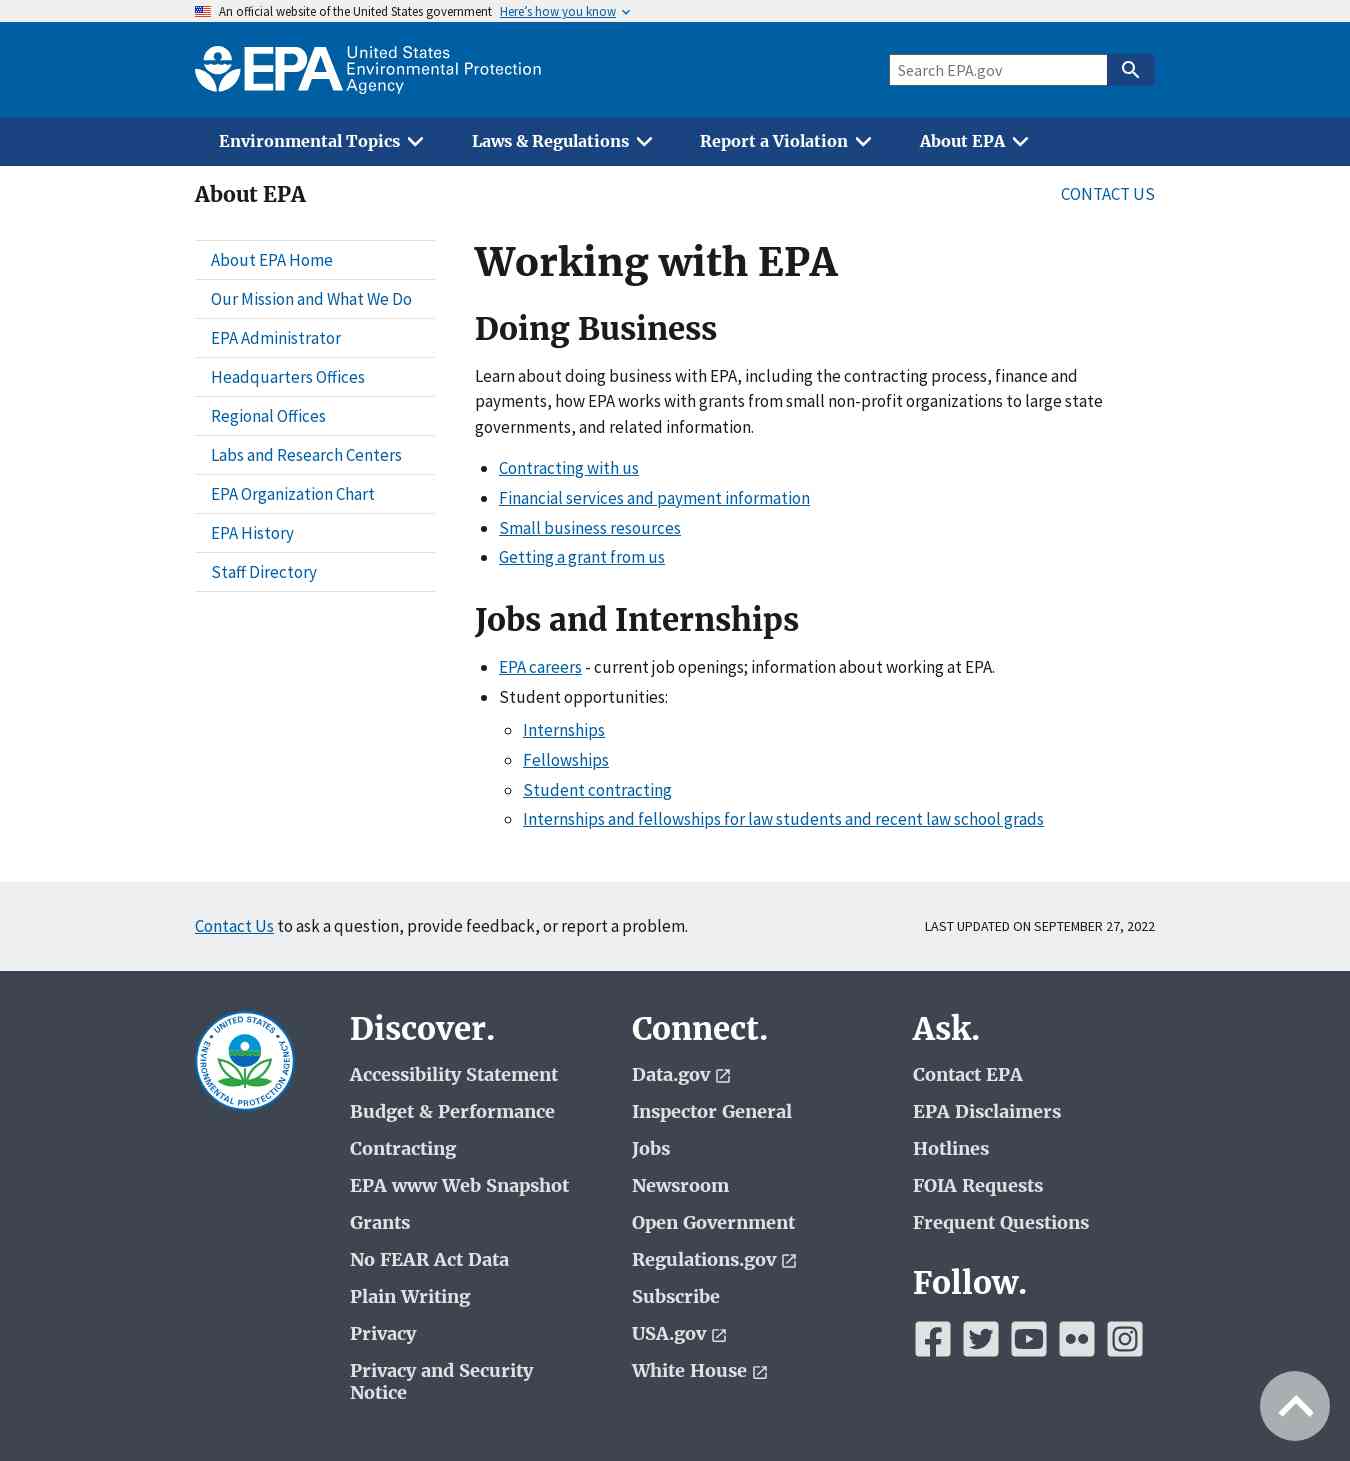 An official website of the United States government Here's how you know
EPA United States
Environmental Protection
Agency
Search EPA.gov
Environmental Topics Laws & Regulations Report a Violation About EPA
About EPA CONTACT US
About EPA Home
Our Mission and What We Do
EPA Administrator
Headquarters Offices
Regional Offices
Labs and Research Centers
EPA Organization Chart
EPA History
Staff Directory
Working with EPA
Doing Business
Learn about doing business with EPA, including the contracting process, finance and
payments, how EPA works with grants from small non-profit organizations to large state
governments, and related information.
Contracting with us
Financial services and payment information
Small business resources
Getting a grant from us
Jobs and Internships
EPA careers - current job openings; information about working at EPA.
Student opportunities:
Internships
Fellowships
Student contracting
Internships and fellowships for law students and recent law school grads
Contact Us to ask a question, provide feedback, or report a problem. LAST UPDATED ON SEPTEMBER 27, 2022
UNITED STATES
ENVIRONMENTAL PROTECTION AGENCY
Discover.
Accessibility Statement
Budget & Performance
Contracting
EPA www Web Snapshot
Grants
No FEAR Act Data
Plain Writing
Privacy
Privacy and Security
Notice
Connect.
Data.gov
Inspector General
Jobs
Newsroom
Open Government
Regulations.gov
Subscribe
USA.gov
White House
Ask.
Contact EPA
EPA Disclaimers
Hotlines
FOIA Requests
Frequent Questions
Follow.